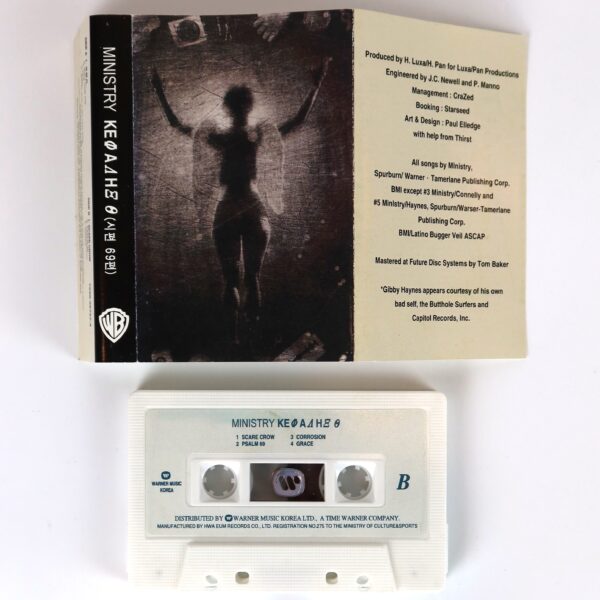 MINISTRY ΚΕΦΑΛΗΞ θ (시편 69편)
WB
Produced by H. Luxa/H. Pan for Luxa/Pan Productions
Engineered by J.C. Newell and P. Manno
Management : CraZed
Booking : Starseed
Art & Design : Paul Elledge
with help from Thirst
All songs by Ministry,
Spurburn/ Warner - Tamerlane Publishing Corp.
BMI except #3 Ministry/Connelly and
#5 Ministry/Haynes, Spurburn/Warser-Tamerlane
Publishing Corp.
BMI/Latino Bugger Veil ASCAP
Mastered at Future Disc Systems by Tom Baker
*Gibby Haynes appears courtesy of his own
bad self, the Butthole Surfers and
Capitol Records, Inc.
MINISTRY ΚΕΦΑΛΗΞ θ
1 SCARE CROW 3 CORROSION
2 PSALM 69 4 GRACE
WARNER MUSIC
KOREA
B
DISTRIBUTED BY WARNER MUSIC KOREA LTD., A TIME WARNER COMPANY.
MANUFACTURED BY HWA EUM RECORDS CO., LTD. REGISTRATION NO.275 TO THE MINISTRY OF CULTURE&SPORTS